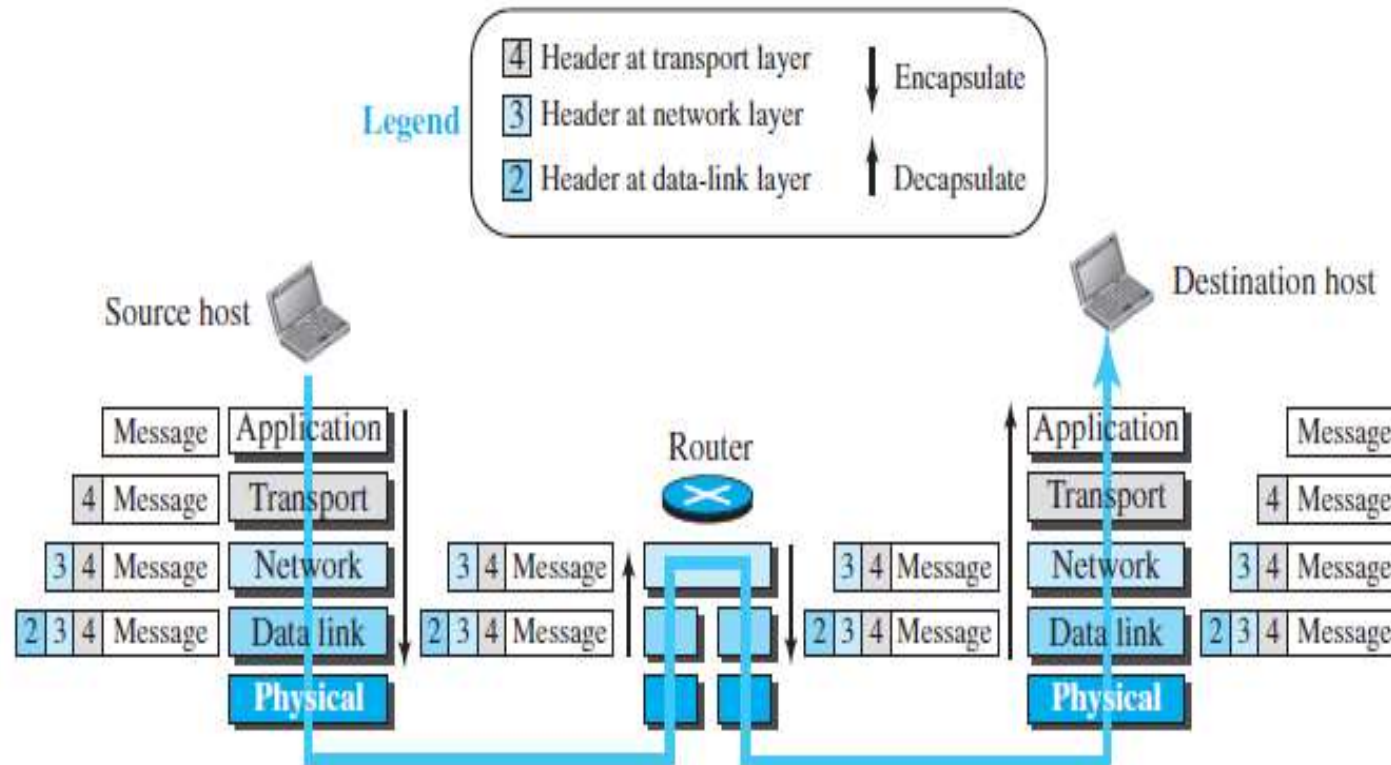 Legend
4 Header at transport layer
3 Header at network layer
2 Header at data-link layer
Encapsulate
Decapsulate
Source host
Destination host
Router
Message Application
4 Message Transport
3 4 Message Network
2 3 4 Message Data link
Physical
3 4 Message
2 3 4 Message
3 4 Message
2 3 4 Message
Application Message
Transport 4 Message
Network 3 4 Message
Data link 2 3 4 Message
Physical